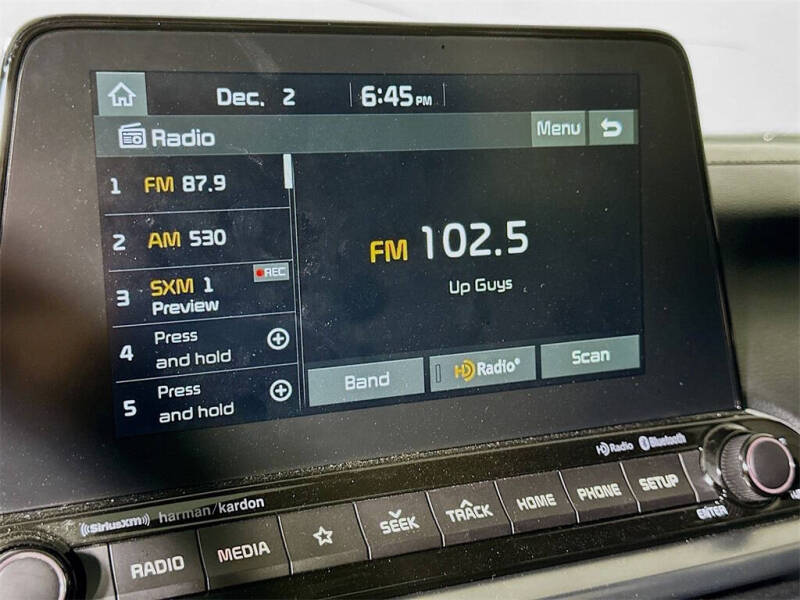 Dec. 2
6:45 PM
Radio
Menu
1 FM 87.9
2 AM 530
3 SXM 1
REC
Preview
4 Press
and hold
5 Press
and hold
FM 102.5
Up Guys
Band
HD Radio®
Scan
HD Radio
Bluetooth
((SiriusXM))
harman/kardon
RADIO
MEDIA
SEEK
TRACK
HOME
PHONE
SETUP
ENTER